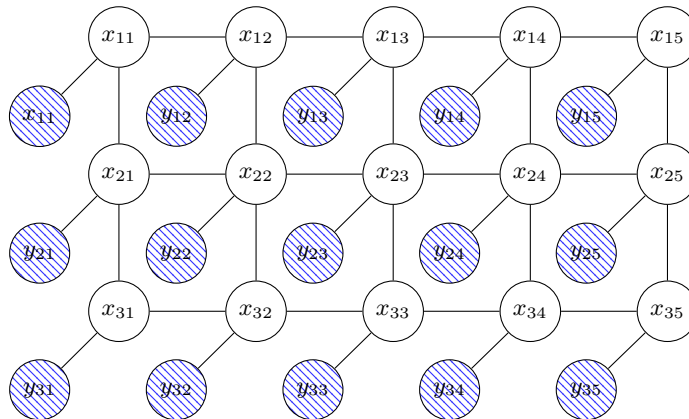 x₁₁ x₁₂ x₁₃ x₁₄ x₁₅
x₁₁ y₁₂ y₁₃ y₁₄ y₁₅
x₂₁ x₂₂ x₂₃ x₂₄ x₂₅
y₂₁ y₂₂ y₂₃ y₂₄ y₂₅
x₃₁ x₃₂ x₃₃ x₃₄ x₃₅
y₃₁ y₃₂ y₃₃ y₃₄ y₃₅